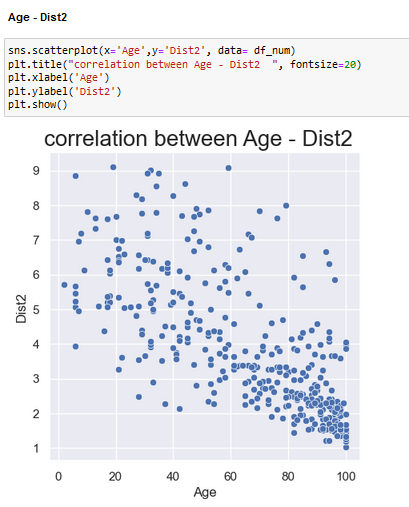 Age - Dist2
sns.scatterplot(x='Age',y='Dist2', data= df_num)
plt.title("correlation between Age - Dist2  ", fontsize=20)
plt.xlabel('Age')
plt.ylabel('Dist2')
plt.show()
correlation between Age - Dist2
9
8
7
6
5
4
3
2
1
Dist2
0 20 40 60 80 100
Age